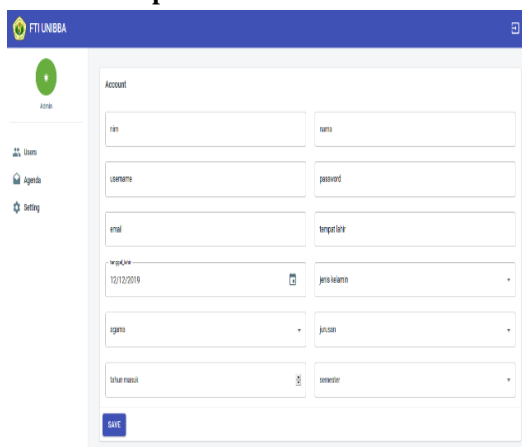 FTI UNIBBA
Admin
Users
Agenda
Setting
Account
nim
nama
username
password
email
tempat lahir
tanggal_lahir
12/12/2019
jenis kelamin
agama
jurusan
tahun masuk
semester
SAVE